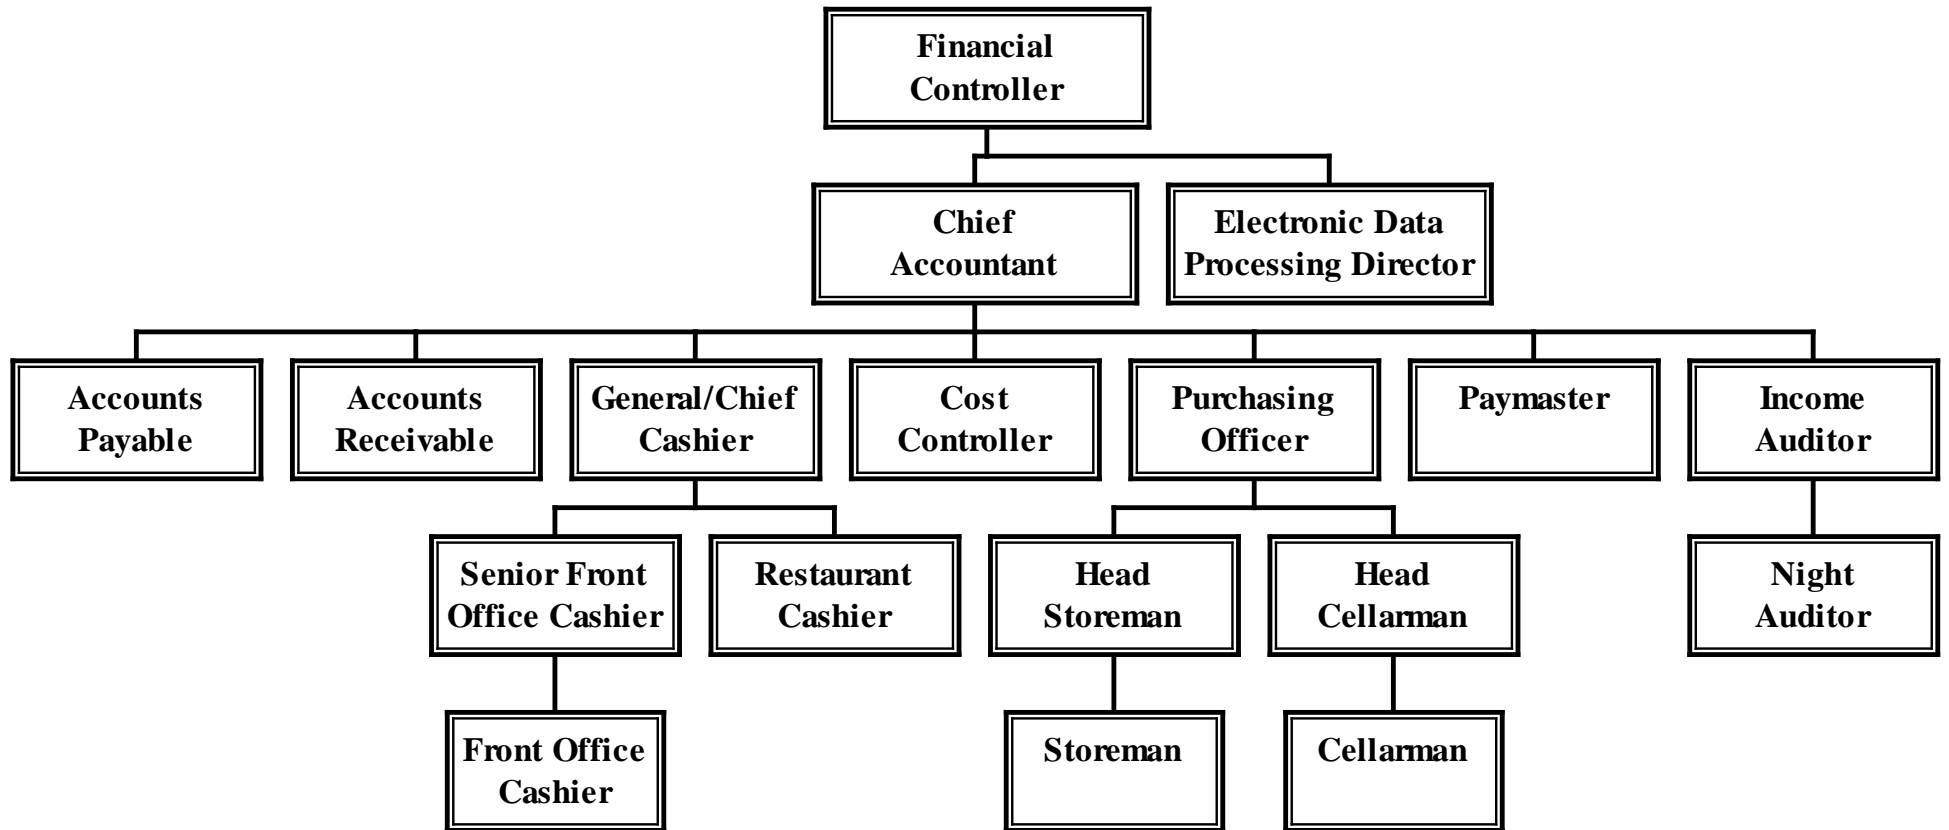 Financial
Controller
Chief
Accountant
Electronic Data
Processing Director
Accounts
Payable
Accounts
Receivable
General/Chief
Cashier
Cost
Controller
Purchasing
Officer
Paymaster
Income
Auditor
Senior Front
Office Cashier
Restaurant
Cashier
Head
Storeman
Head
Cellarman
Night
Auditor
Front Office
Cashier
Storeman
Cellarman